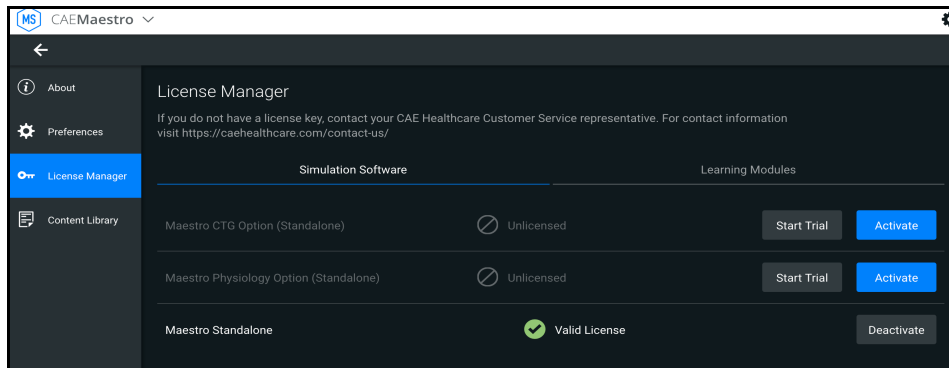 MS CAEMaestro
About
License Manager
If you do not have a license key, contact your CAE Healthcare Customer Service representative. For contact information
visit https://caehealthcare.com/contact-us/
Preferences
Simulation Software Learning Modules
License Manager
Content Library
Maestro CTG Option (Standalone) Unlicensed Start Trial Activate
Maestro Physiology Option (Standalone) Unlicensed Start Trial Activate
Maestro Standalone Valid License Deactivate